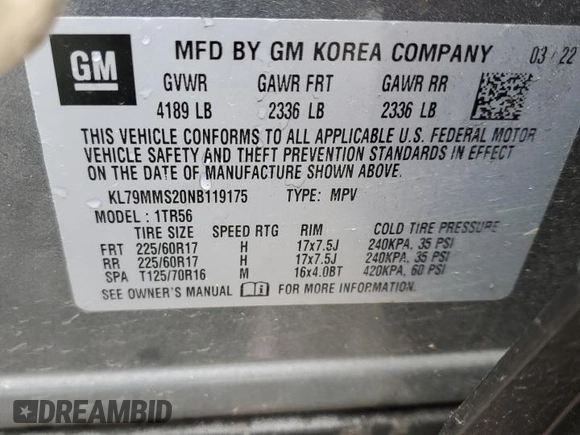 GM
MFD BY GM KOREA COMPANY 03/22
GVWR GAWR FRT GAWR RR
4189 LB 2336 LB 2336 LB
THIS VEHICLE CONFORMS TO ALL APPLICABLE U.S. FEDERAL MOTOR
VEHICLE SAFETY AND THEFT PREVENTION STANDARDS IN EFFECT
ON THE DATE OF MANUFACTURE SHOWN ABOVE.
KL79MMS20NB119175 TYPE: MPV
MODEL : 1TR56
TIRE SIZE SPEED RTG RIM COLD TIRE PRESSURE
FRT 225/60R17 H 17x7.5J 240KPA, 35 PSI
RR 225/60R17 H 17x7.5J 240KPA, 35 PSI
SPA T125/70R16 M 16x4.0BT 420KPA, 60 PSI
SEE OWNER'S MANUAL FOR MORE INFORMATION.
DREAMBID